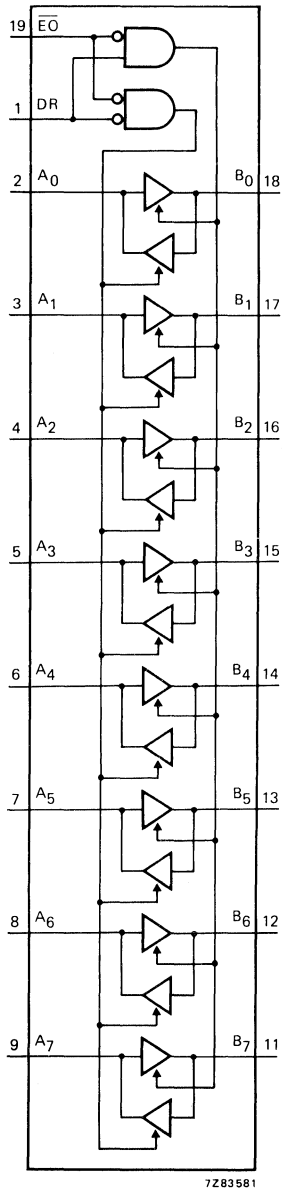 19 E̅O̅
1 DR
2 A0 B0 18
3 A1 B1 17
4 A2 B2 16
5 A3 B3 15
6 A4 B4 14
7 A5 B5 13
8 A6 B6 12
9 A7 B7 11
7Z83581